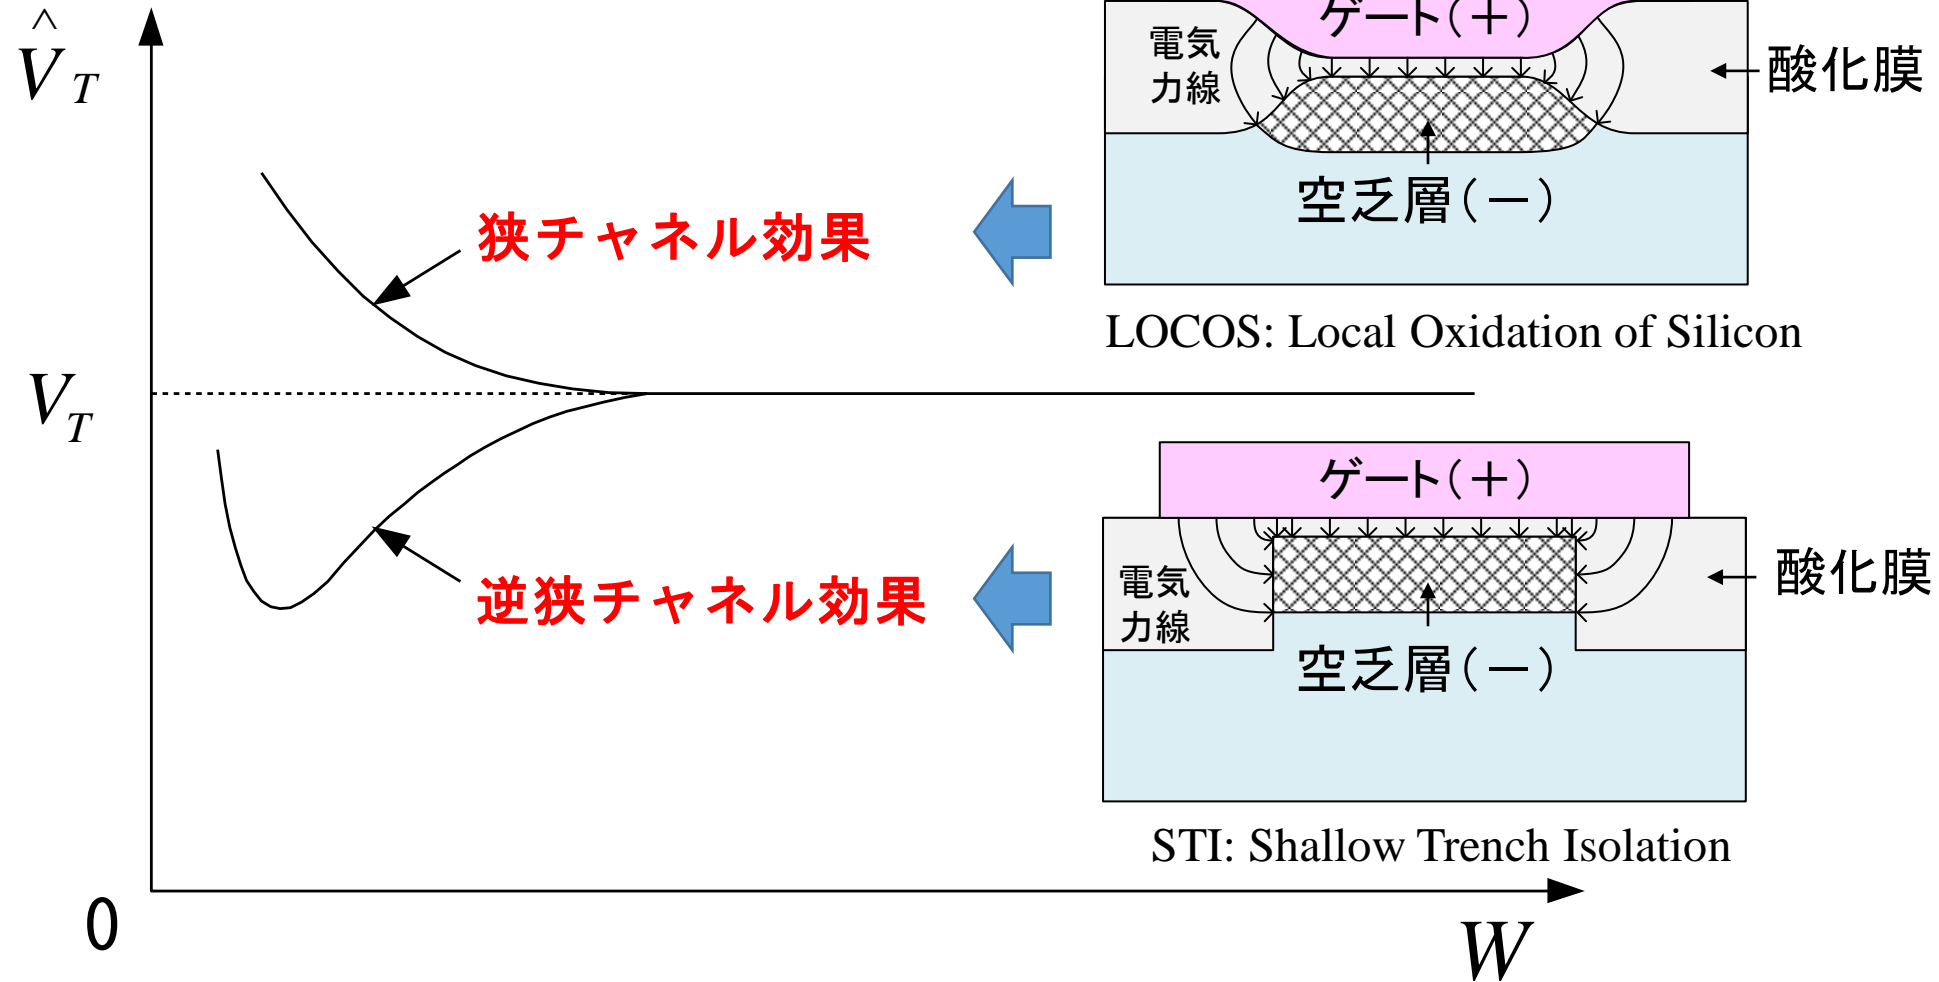 V̂T
VT
0
W
狭チャネル効果
逆狭チャネル効果
ゲート(+)
電気
力線
酸化膜
空乏層(-)
LOCOS: Local Oxidation of Silicon
ゲート(+)
電気
力線
酸化膜
空乏層(-)
STI: Shallow Trench Isolation